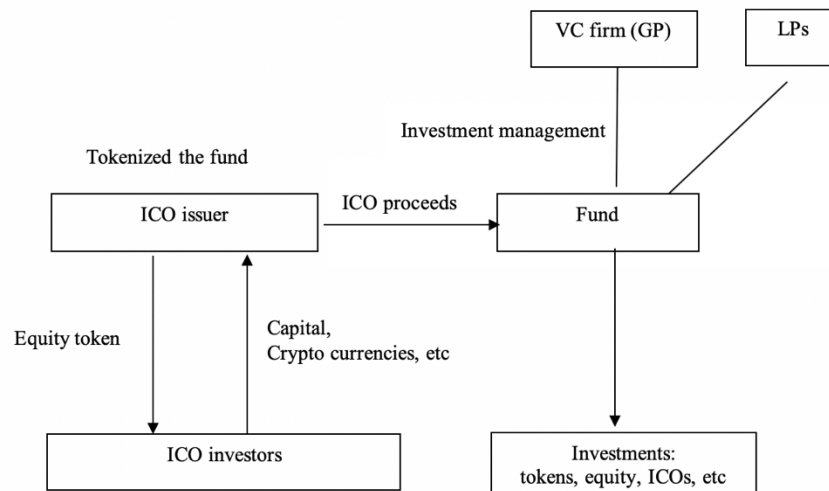 VC firm (GP)
LPs
Investment management
Tokenized the fund
ICO issuer
ICO proceeds
Fund
Equity token
Capital,
Crypto currencies, etc
ICO investors
Investments:
tokens, equity, ICOs, etc